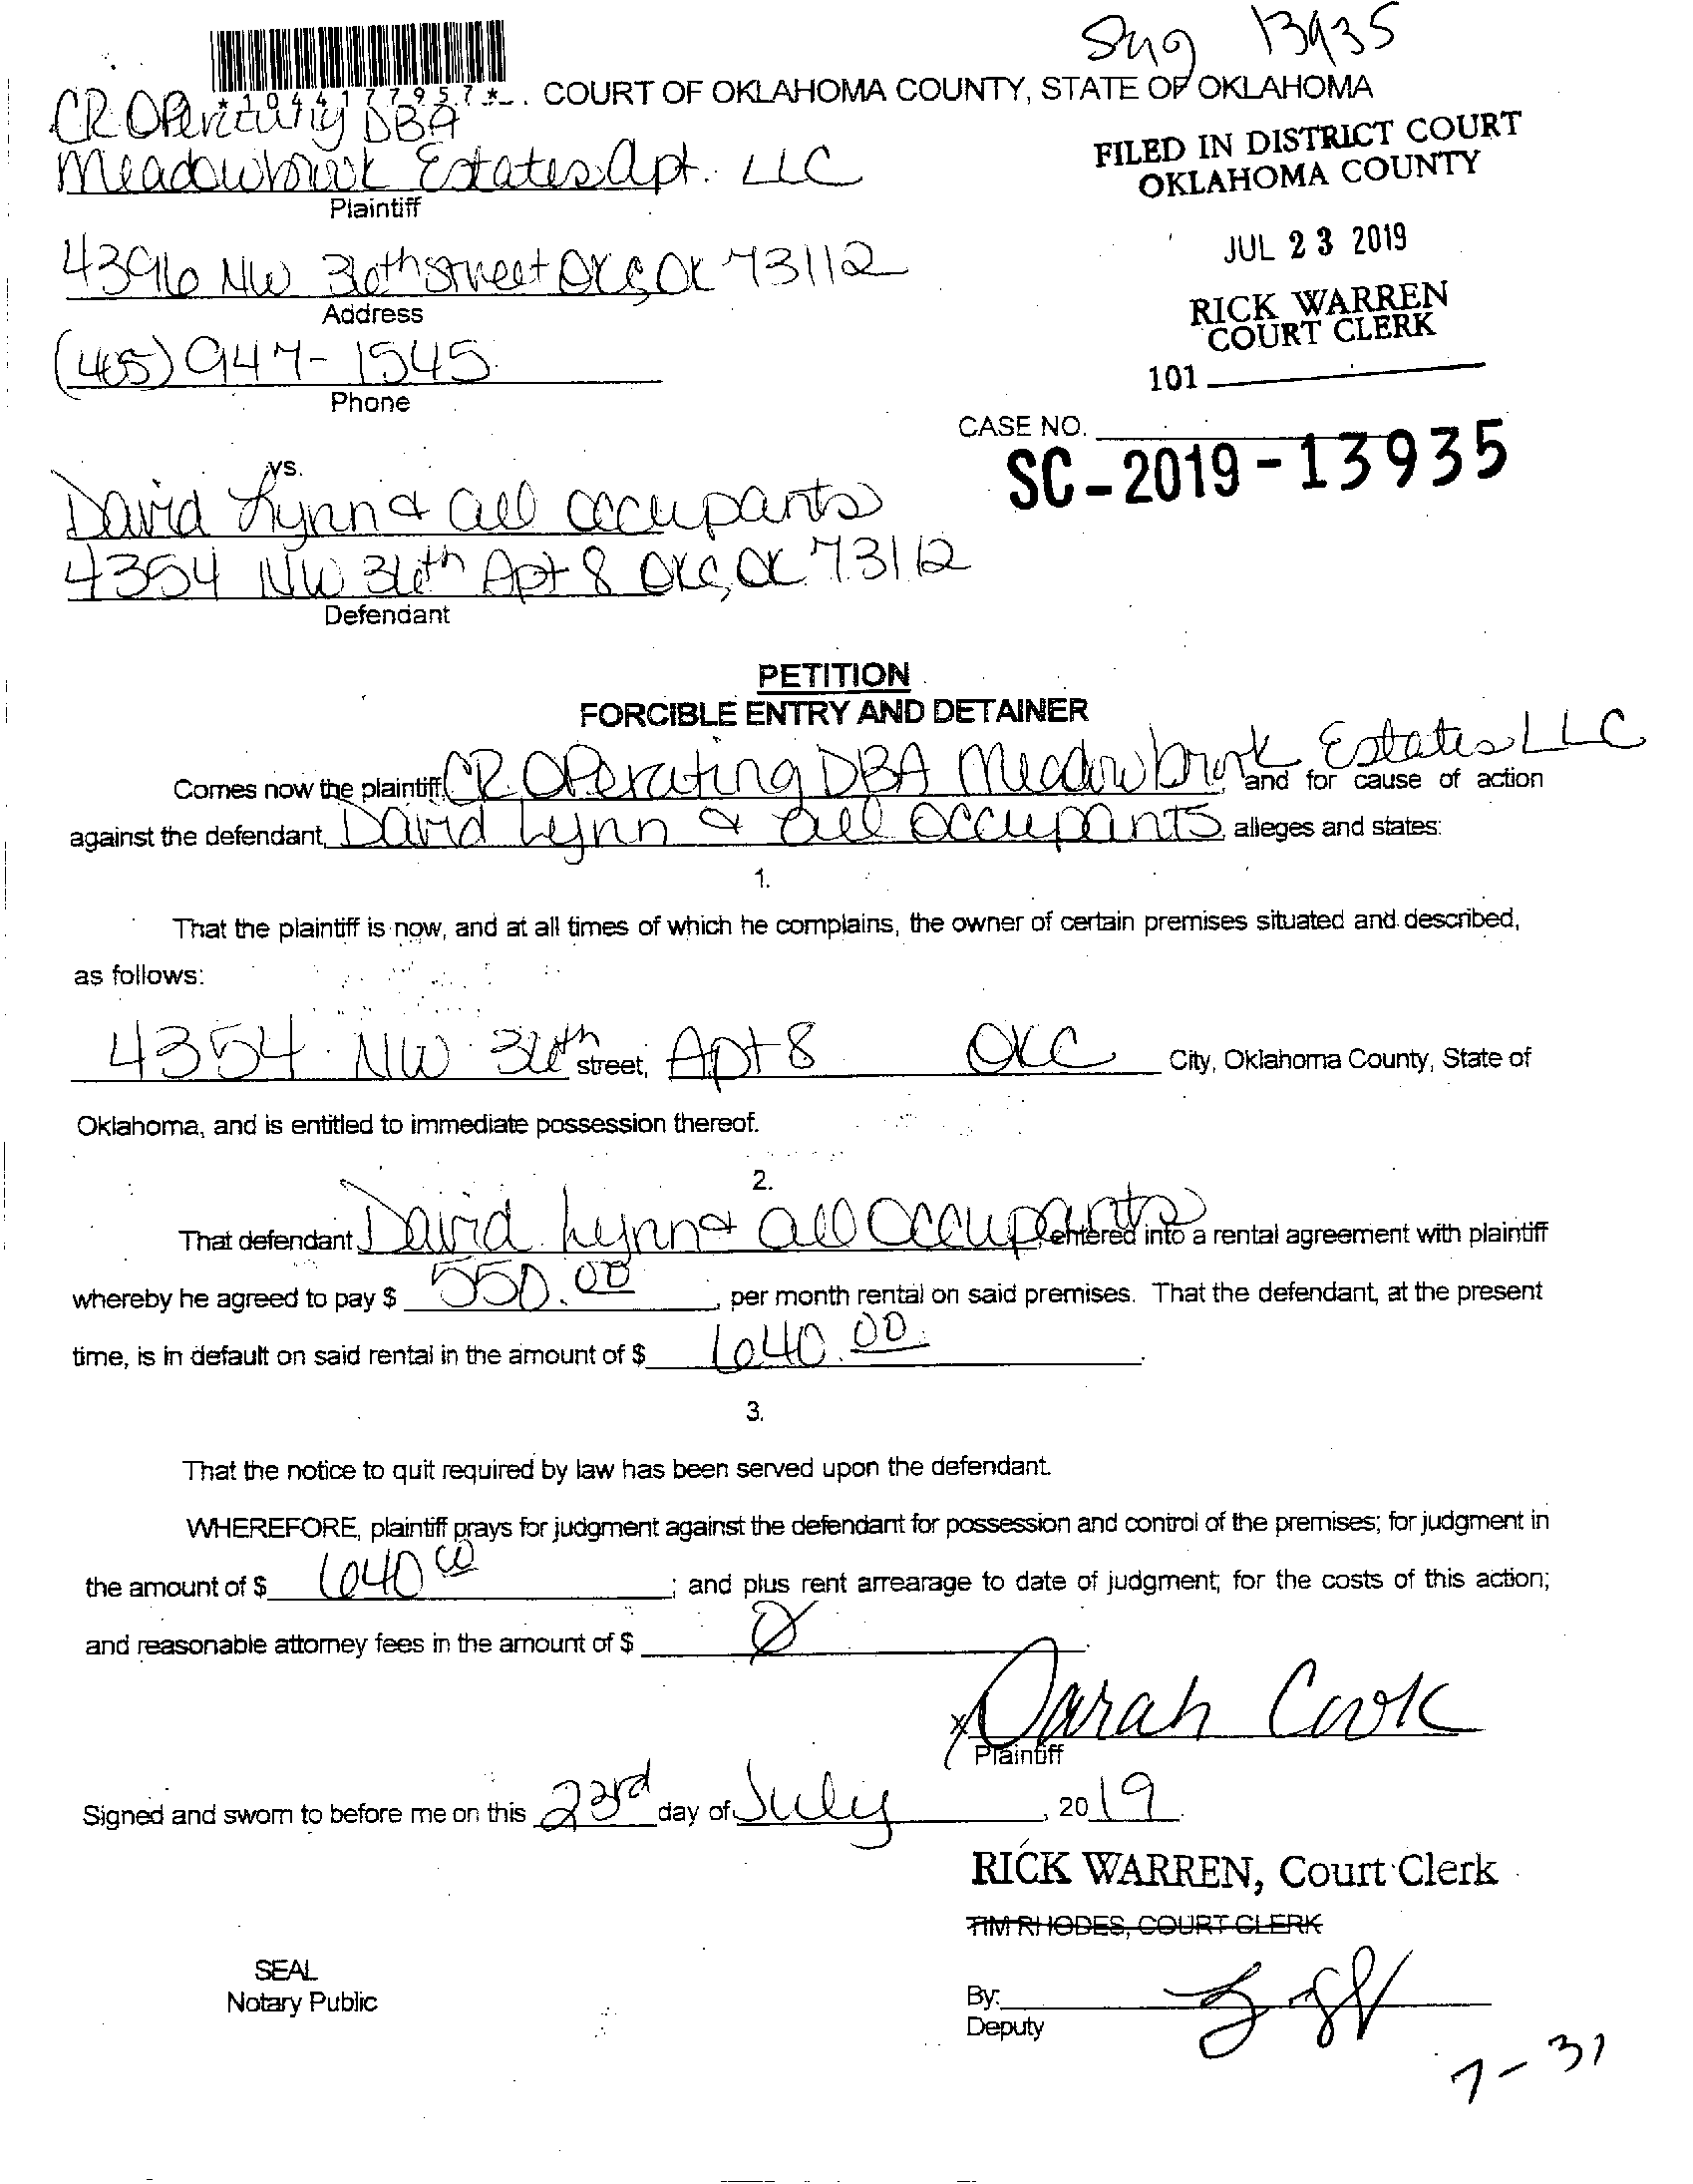 13935
*1044177957* COURT OF OKLAHOMA COUNTY, STATE OF OKLAHOMA
CR Operating DBA
Meadowbrook Estates Apt. LLC
Plaintiff
FILED IN DISTRICT COURT
OKLAHOMA COUNTY
4396 NW 36th street OKC, OK 73112
Address
JUL 23 2019
RICK WARREN
COURT CLERK
(405) 947-1545
Phone
101
CASE NO.
SC-2019-13935
vs.
David Lynn & all occupants
4354 NW 36th Apt 8 OKC, OK 73112
Defendant
PETITION
FORCIBLE ENTRY AND DETAINER
Comes now the plaintiff, CR Operating DBA Meadowbrook Estates LLC and for cause of action
against the defendant, David Lynn & all occupants, alleges and states:
1.
That the plaintiff is now, and at all times of which he complains, the owner of certain premises situated and described,
as follows:
4354 NW 36th street, Apt 8 OKC City, Oklahoma County, State of
Oklahoma, and is entitled to immediate possession thereof.
2.
That defendant David Lynn & all Occupants entered into a rental agreement with plaintiff
whereby he agreed to pay $ 550.00, per month rental on said premises. That the defendant, at the present
time, is in default on said rental in the amount of $ 640.00.
3.
That the notice to quit required by law has been served upon the defendant.
WHEREFORE, plaintiff prays for judgment against the defendant for possession and control of the premises; for judgment in
the amount of $ 640 00; and plus rent arrearage to date of judgment; for the costs of this action;
and reasonable attorney fees in the amount of $ Ø.
x Sarah Cook
Plaintiff
Signed and sworn to before me on this 23rd day of July, 2019.
RICK WARREN, Court Clerk
TIM RHODES, COURT CLERK
SEAL
Notary Public
By:
Deputy
7-31